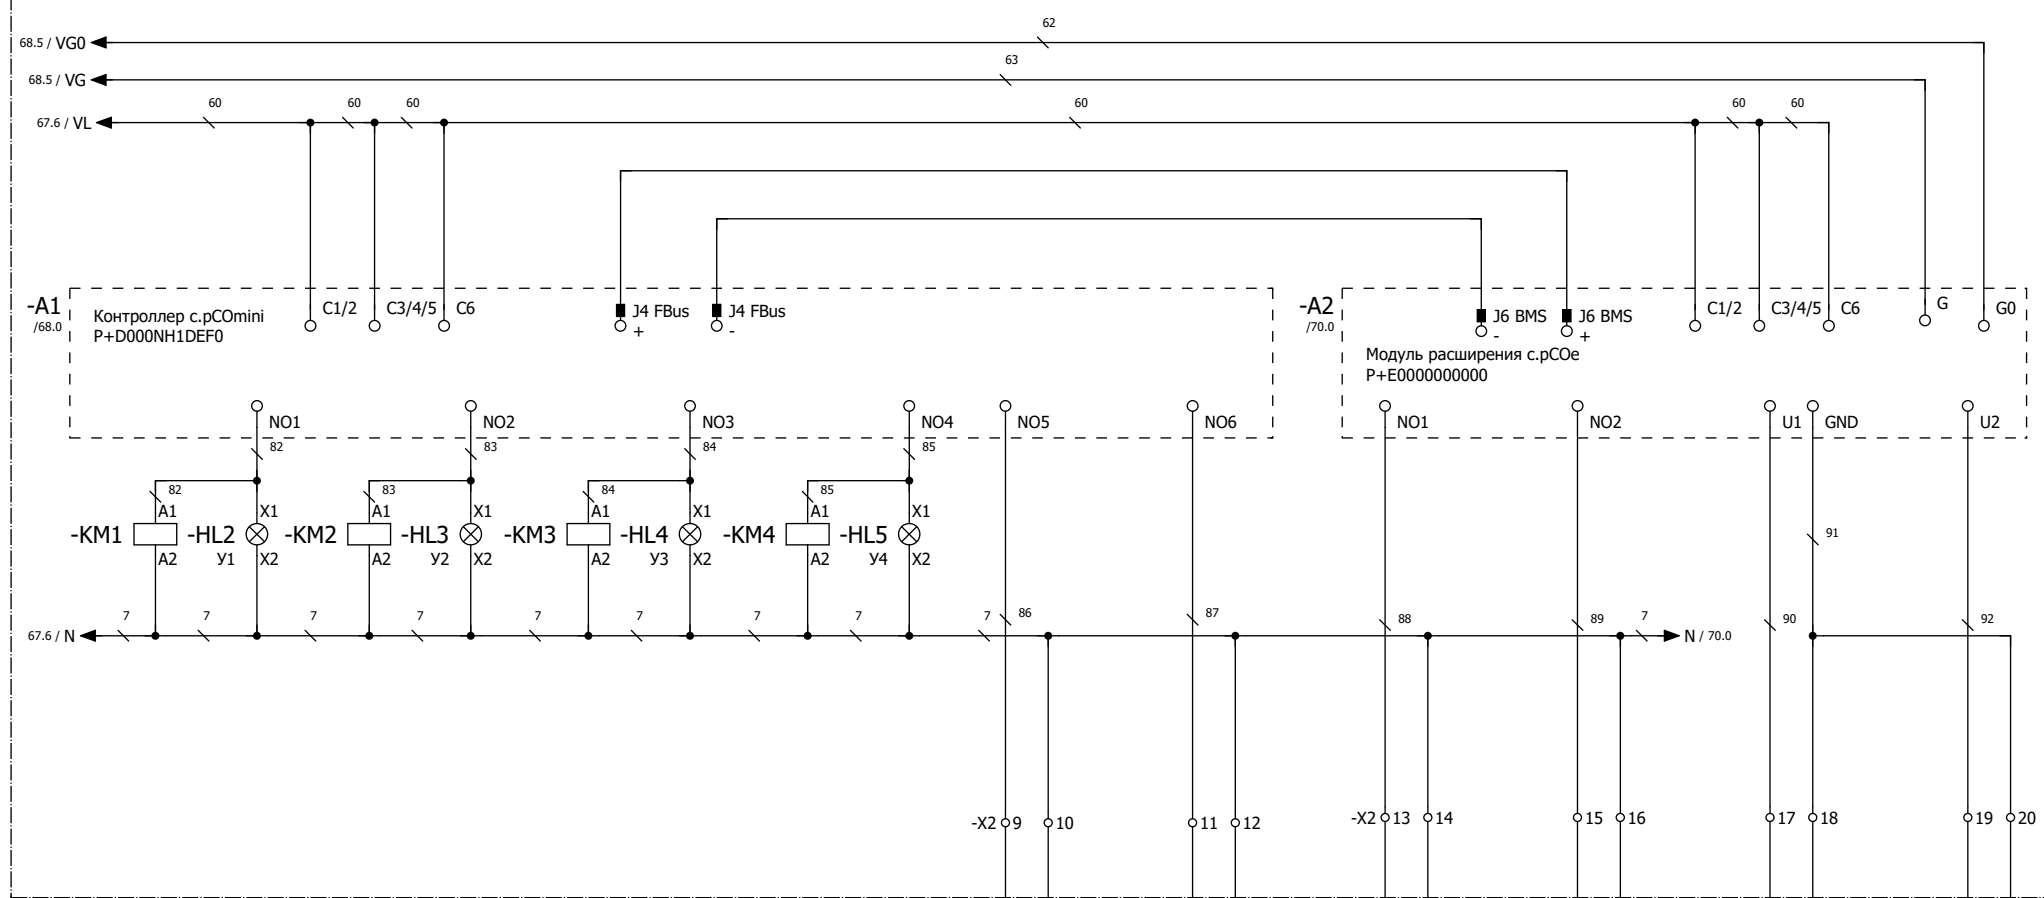 62
68.5 / VG0
63
68.5 / VG
60 60 60 60 60 60
67.6 / VL
-A1
/68.0
Контроллер c.pCOmini
P+D000NH1DEF0
C1/2 C3/4/5 C6
J4 FBus J4 FBus
+ -
-A2
/70.0
J6 BMS J6 BMS
- +
C1/2 C3/4/5 C6 G G0
Модуль расширения c.pCOe
P+E0000000000
NO1 NO2 NO3 NO4 NO5 NO6 NO1 NO2 U1 GND U2
82 83 84 85
82 83 84 85
A1 X1 A1 X1 A1 X1 A1 X1
-KM1 -HL2 -KM2 -HL3 -KM3 -HL4 -KM4 -HL5
A2 У1 X2 A2 У2 X2 A2 У3 X2 A2 У4 X2
91
7 7 7 7 7 7 7 7 7 86 87 88 89 7 90 92
67.6 / N
N / 70.0
-X2 9 10 11 12 -X2 13 14 15 16 17 18 19 20